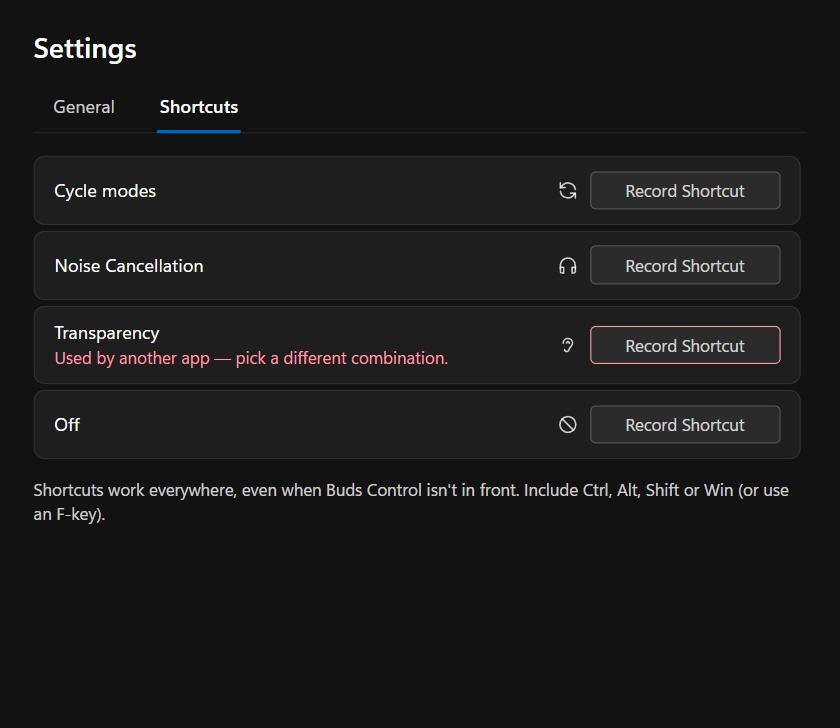 Settings
General
Shortcuts
Cycle modes
Record Shortcut
Noise Cancellation
Record Shortcut
Transparency
Used by another app — pick a different combination.
Record Shortcut
Off
Record Shortcut
Shortcuts work everywhere, even when Buds Control isn't in front. Include Ctrl, Alt, Shift or Win (or use
an F-key).